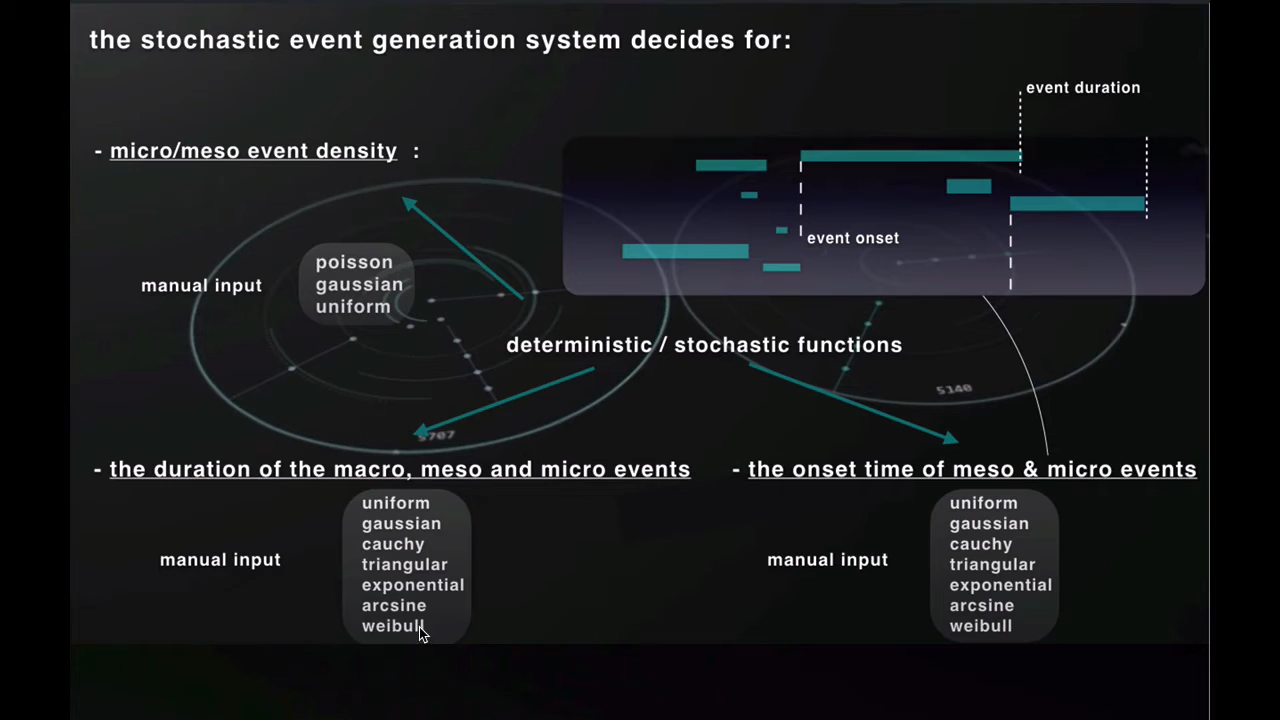 the stochastic event generation system decides for:
event duration
- micro/meso event density :
event onset
manual input
poisson
gaussian
uniform
deterministic / stochastic functions
5140
5707
- the duration of the macro, meso and micro events
manual input
uniform
gaussian
cauchy
triangular
exponential
arcsine
weibull
- the onset time of meso & micro events
manual input
uniform
gaussian
cauchy
triangular
exponential
arcsine
weibull